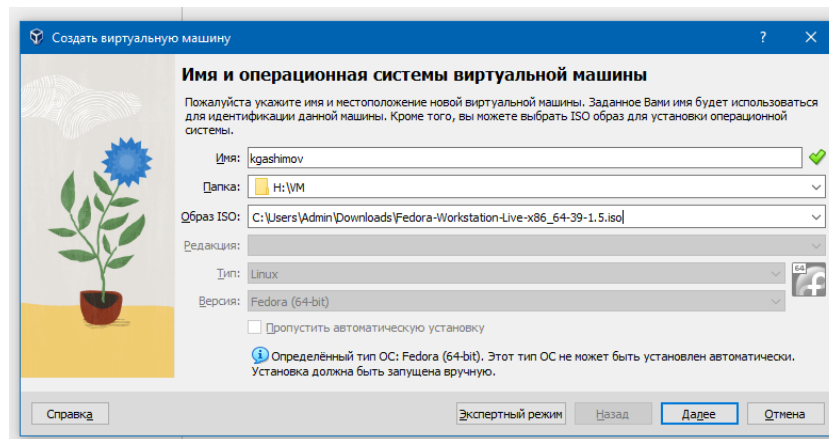 Создать виртуальную машину
Имя и операционная системы виртуальной машины
Пожалуйста укажите имя и местоположение новой виртуальной машины. Заданное Вами имя будет использоваться
для идентификации данной машины. Кроме того, вы можете выбрать ISO образ для установки операционной
системы.
Имя: kgashimov
Папка: H:\VM
Образ ISO: C:\Users\Admin\Downloads\Fedora-Workstation-Live-x86_64-39-1.5.iso
Редакция:
Тип: Linux
64
Версия: Fedora (64-bit)
Пропустить автоматическую установку
Определённый тип ОС: Fedora (64-bit). Этот тип ОС не может быть установлен автоматически.
Установка должна быть запущена вручную.
Справка Экспертный режим Назад Далее Отмена